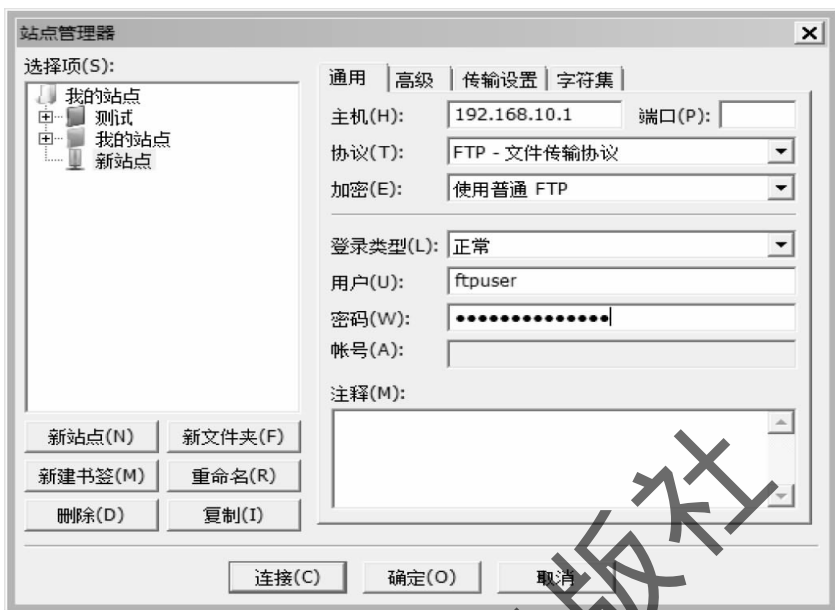 站点管理器
选择项(S):
我的站点
测试
我的站点
新站点
新站点(N) 新文件夹(F)
新建书签(M) 重命名(R)
删除(D) 复制(I)
通用 高级 传输设置 字符集
主机(H): 192.168.10.1 端口(P):
协议(T): FTP - 文件传输协议
加密(E): 使用普通 FTP
登录类型(L): 正常
用户(U): ftpuser
密码(W): ●●●●●●●●●●●●●●
帐号(A):
注释(M):
连接(C) 确定(O) 取消
版社